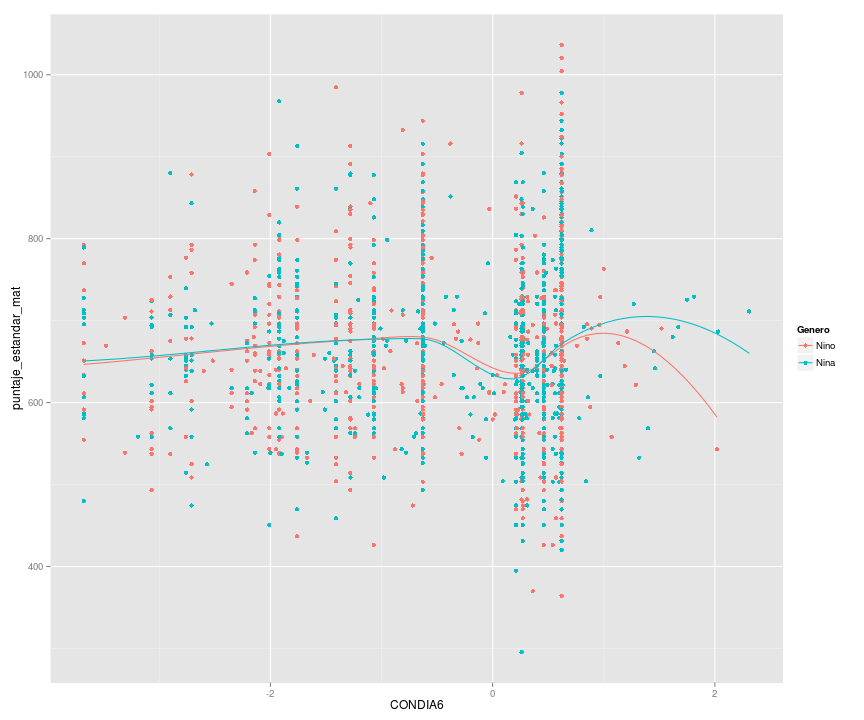 1000
800
600
400
puntaje_estandar_mat
-2
0
2
CONDIA6
Genero
Nino
Nina